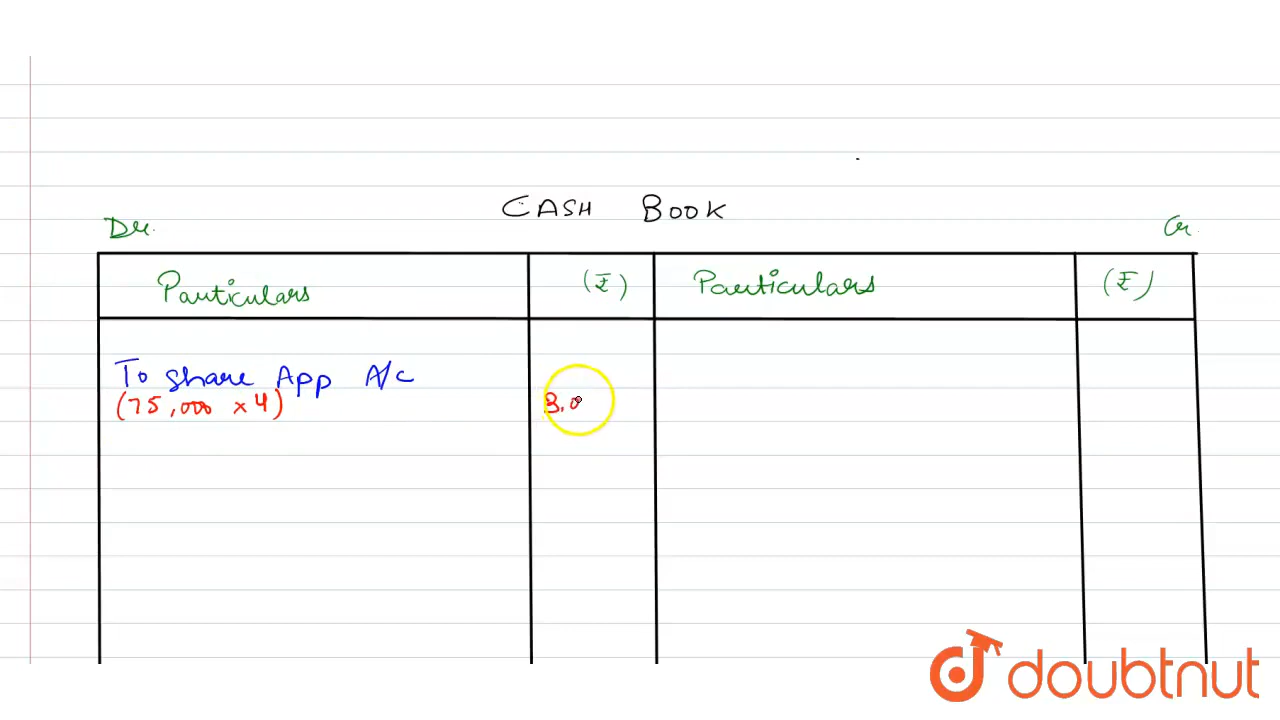 CASH BOOK
Dr. Cr.
Particulars (₹) Particulars (₹)
To share App A/c
(75,000 x 4) 3,0
doubtnut